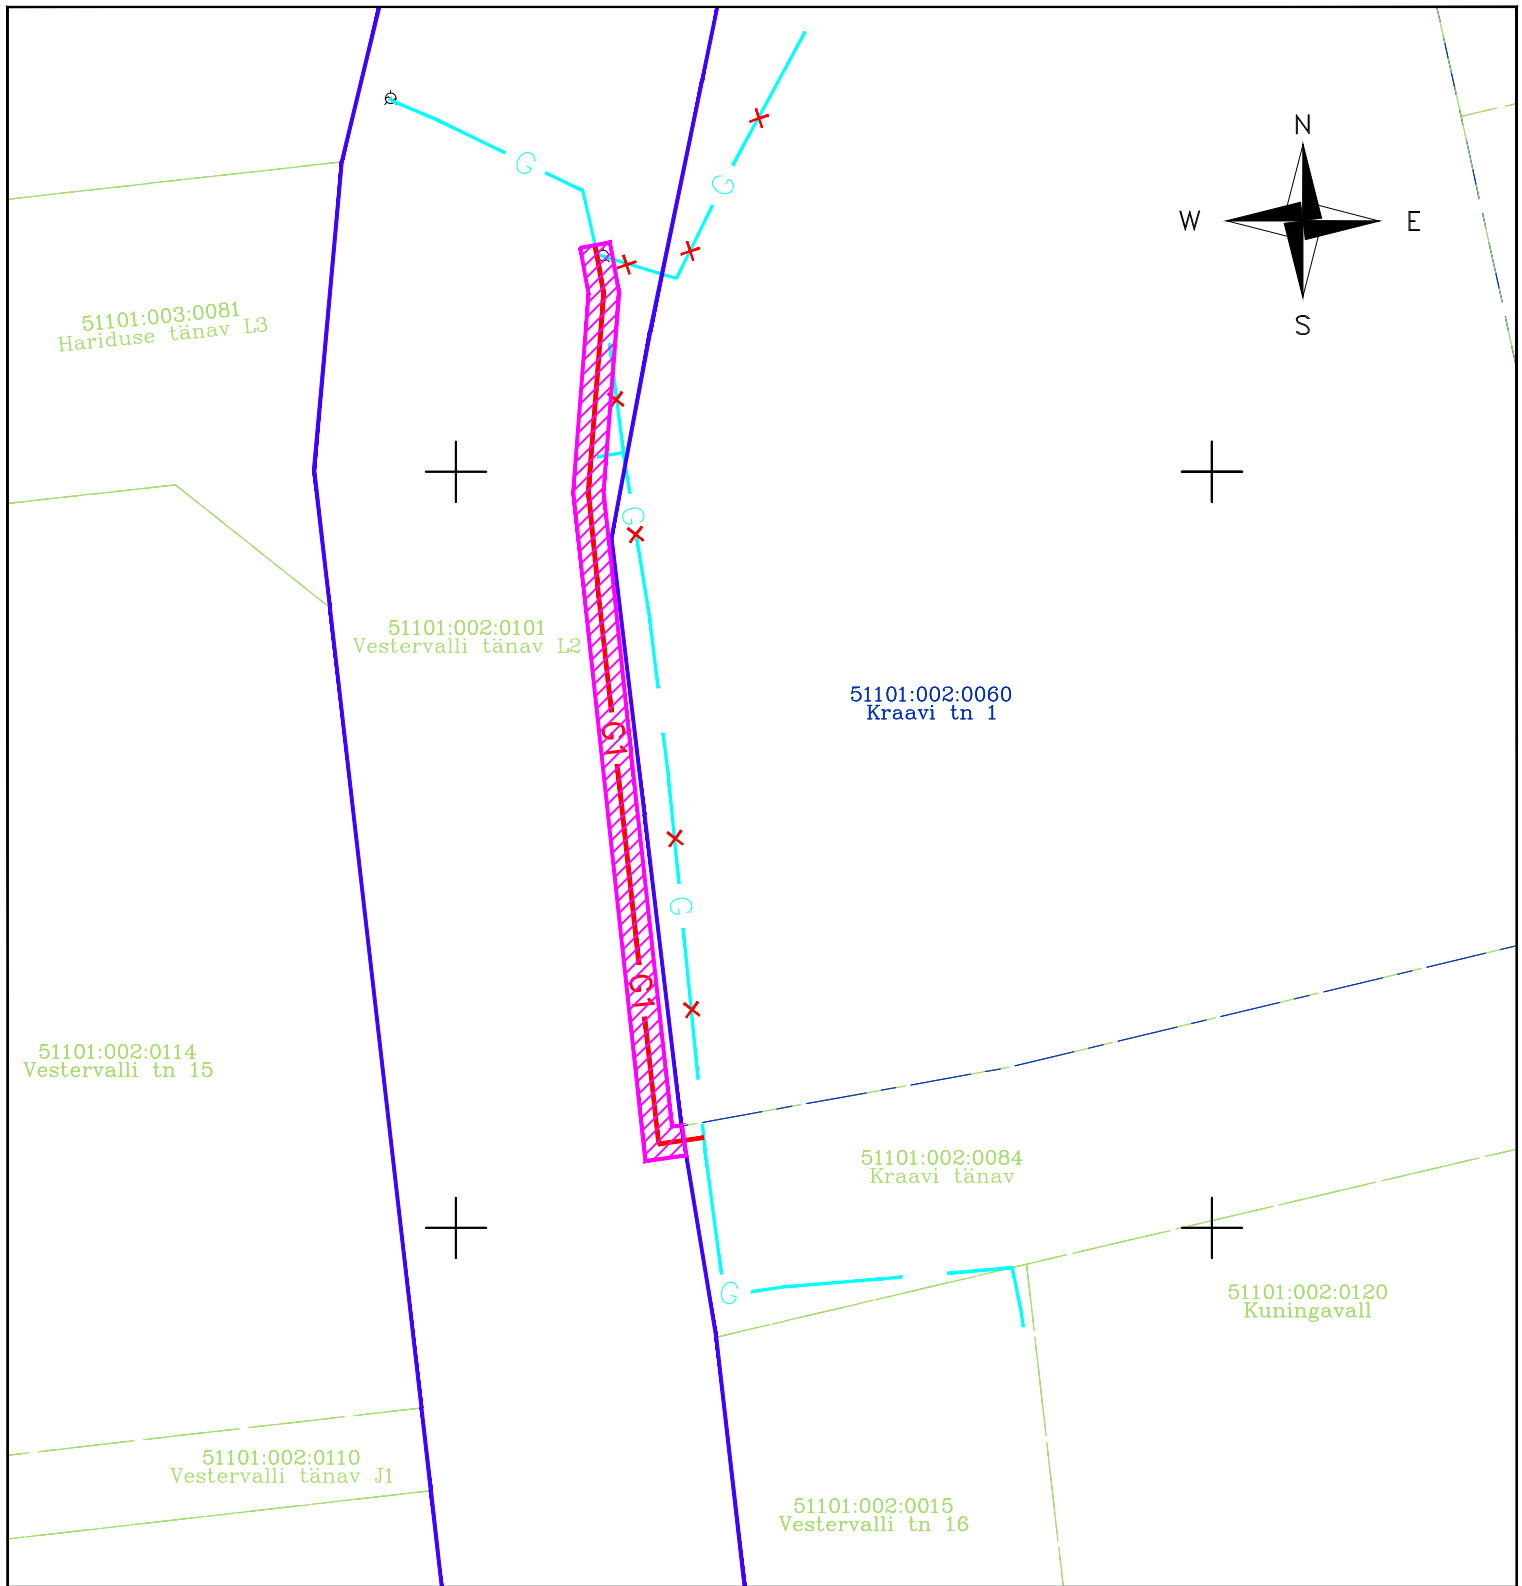 G
G
N
W
E
S
51101:003:0081
Hariduse tänav L3
G
51101:002:0101
Vestervalli tänav L2
51101:002:0060
Kraavi tn 1
G1
G
G1
51101:002:0114
Vestervalli tn 15
51101:002:0084
Kraavi tänav
G
51101:002:0120
Kuningavall
51101:002:0110
Vestervalli tänav J1
51101:002:0015
Vestervalli tn 16